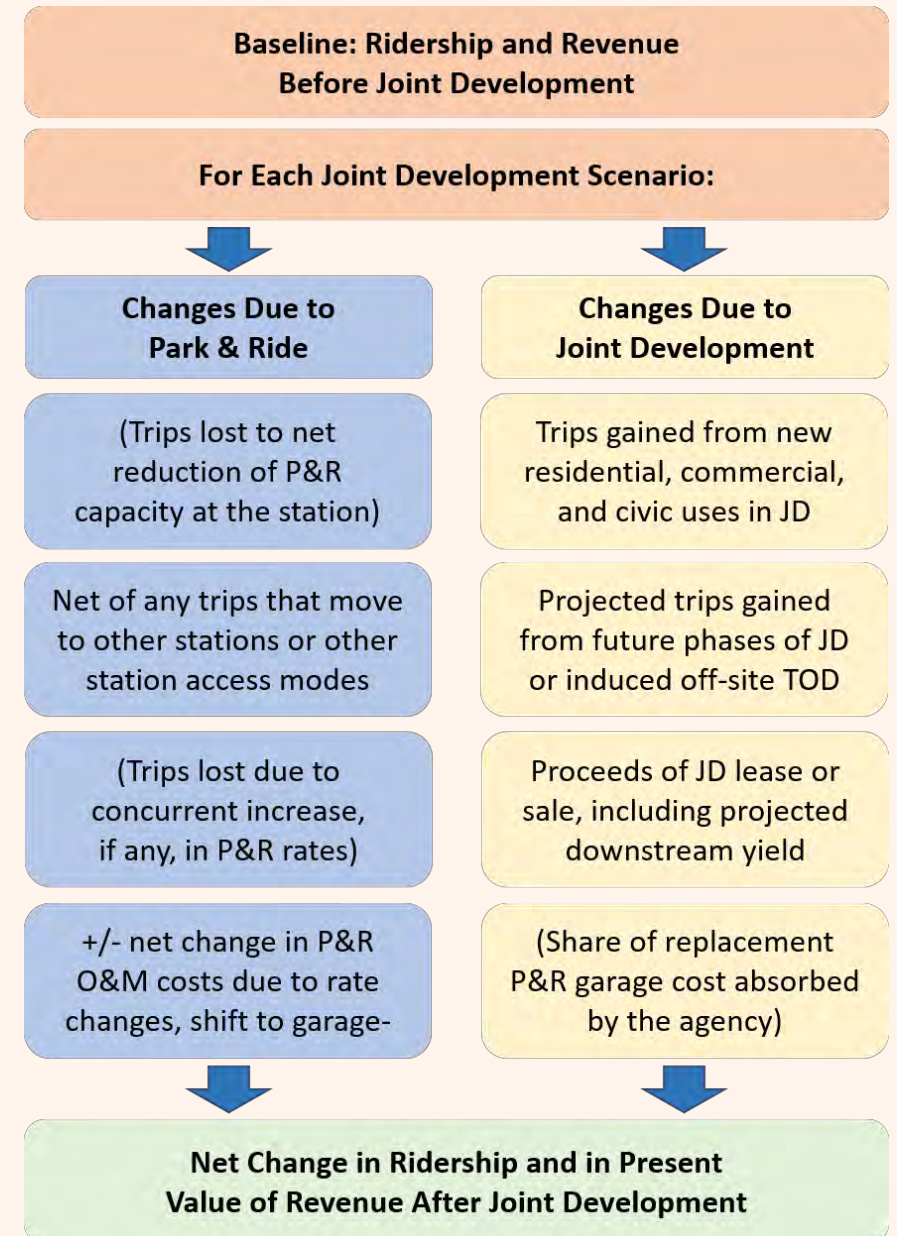 Baseline: Ridership and Revenue
Before Joint Development
For Each Joint Development Scenario:
Changes Due to
Park & Ride
(Trips lost to net
reduction of P&R
capacity at the station)
Net of any trips that move
to other stations or other
station access modes
(Trips lost due to
concurrent increase,
if any, in P&R rates)
+/- net change in P&R
O&M costs due to rate
changes, shift to garage-
Changes Due to
Joint Development
Trips gained from new
residential, commercial,
and civic uses in JD
Projected trips gained
from future phases of JD
or induced off-site TOD
Proceeds of JD lease or
sale, including projected
downstream yield
(Share of replacement
P&R garage cost absorbed
by the agency)
Net Change in Ridership and in Present
Value of Revenue After Joint Development